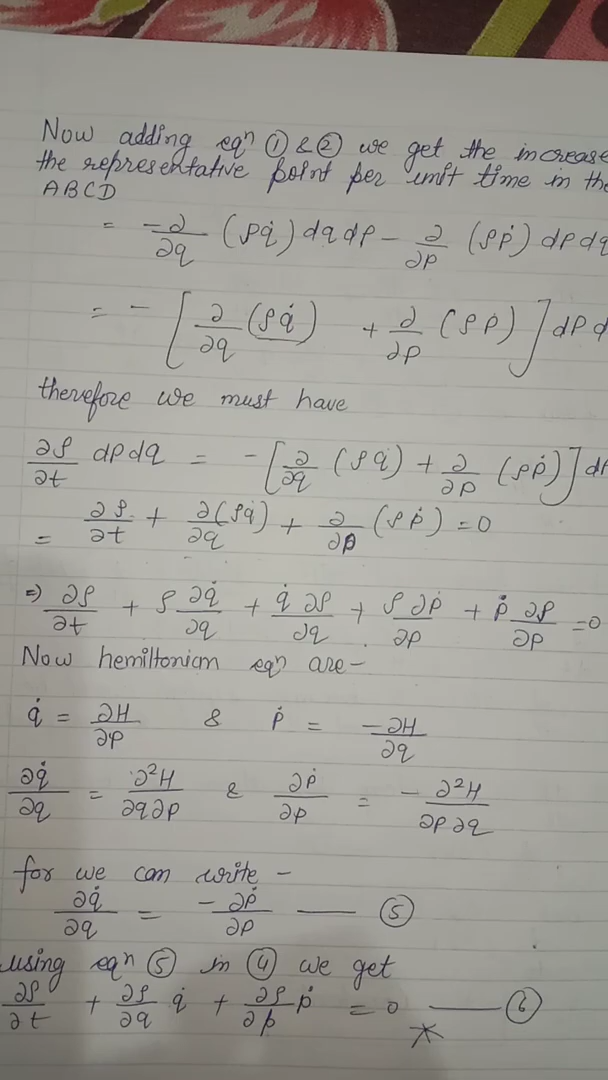 Now adding eqn ① & ② we get the increase
the representative point per unit time in the
ABCD
= -∂/∂q (ρq̇) dq dp - ∂/∂p (ρṗ) dp dq
= - [∂/∂q (ρq̇) + ∂/∂p (ρṗ)] dp d
therefore we must have
∂ρ/∂t dp dq = - [∂/∂q (ρq̇) + ∂/∂p (ρṗ)] dp
= ∂ρ/∂t + ∂(ρq̇)/∂q + ∂/∂p (ρṗ) = 0
⇒ ∂ρ/∂t + ρ ∂q̇/∂q + q̇ ∂ρ/∂q + ρ ∂ṗ/∂p + ṗ ∂ρ/∂p = 0
Now hemiltonian eqn are -
q̇ = ∂H/∂p & ṗ = -∂H/∂q
∂q̇/∂q = ∂²H/∂q∂p & ∂ṗ/∂p = - ∂²H/∂p∂q
for we can write -
∂q̇/∂q = -∂ṗ/∂p — ⑤
using eqn ⑤ in ④ we get
∂ρ/∂t + ∂ρ/∂q q̇ + ∂ρ/∂p ṗ = 0 — ⑥